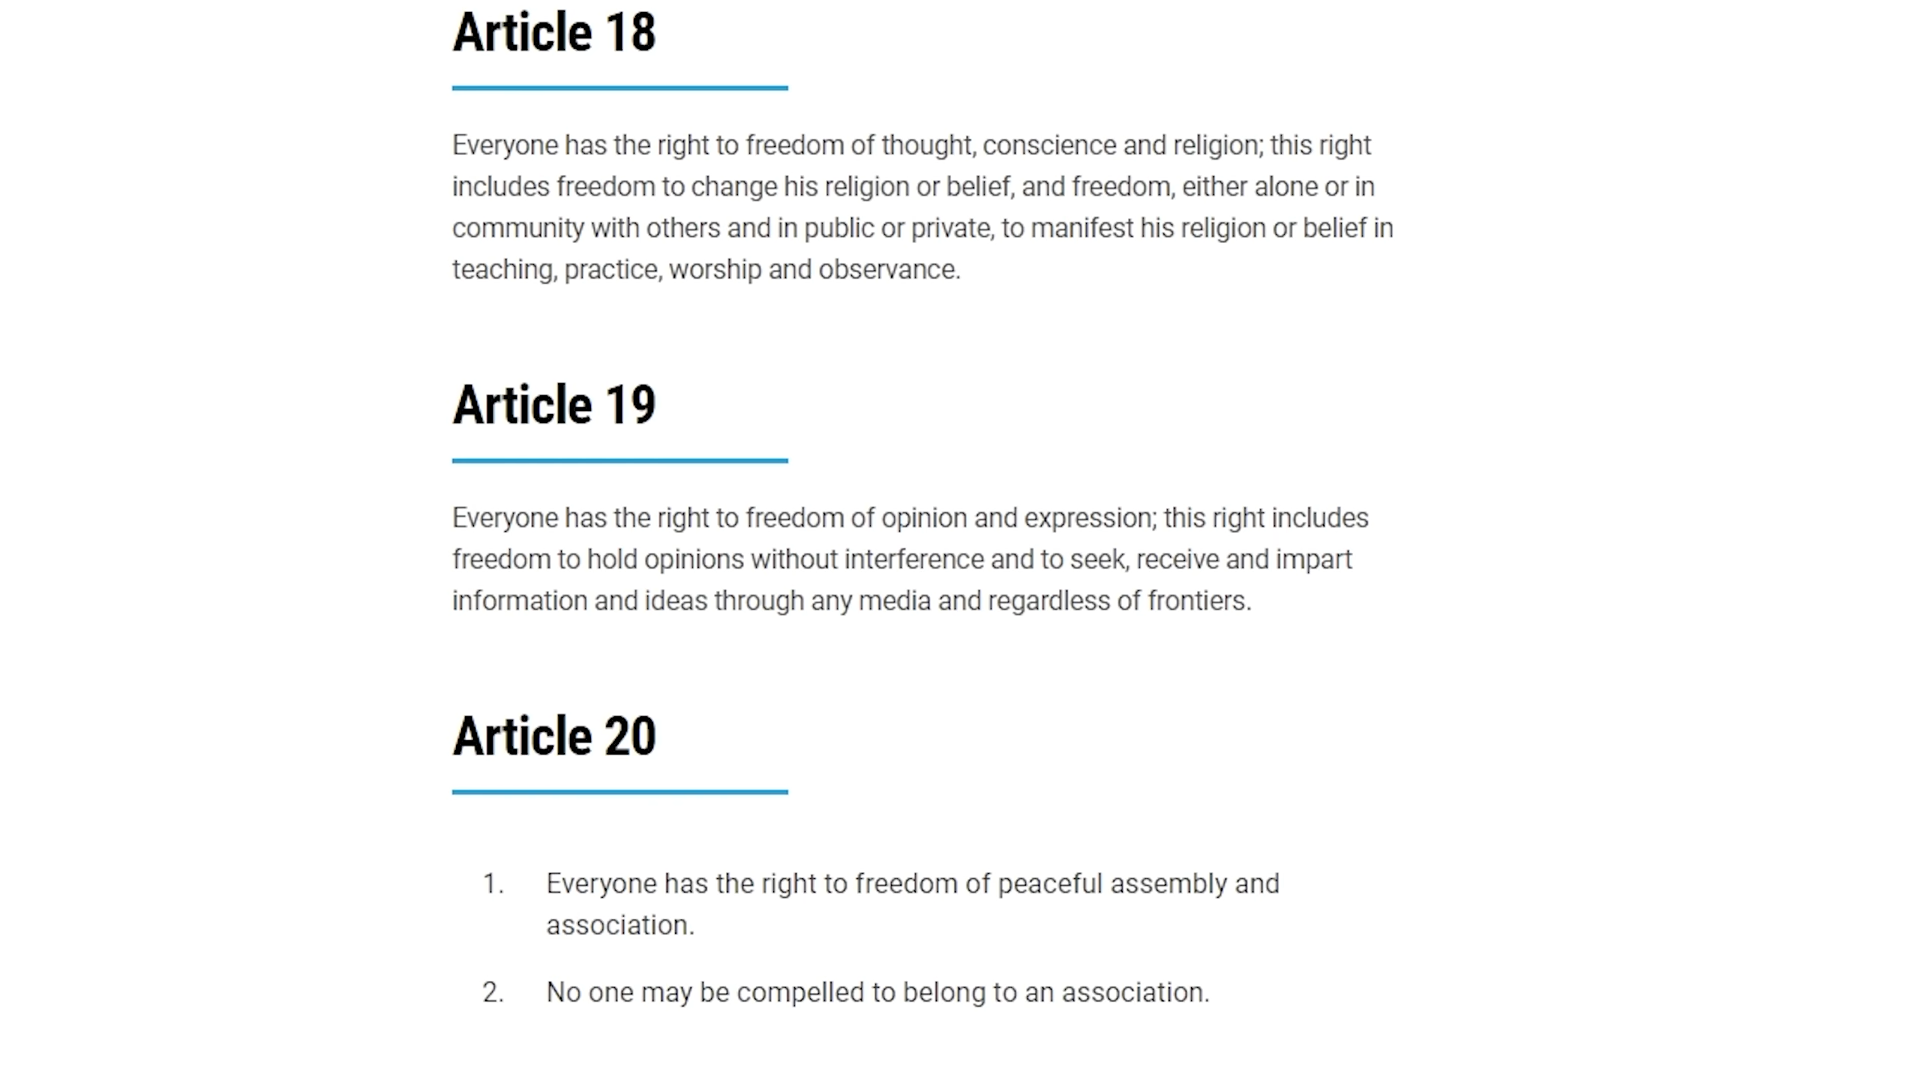 Article 18
Everyone has the right to freedom of thought, conscience and religion; this right
includes freedom to change his religion or belief, and freedom, either alone or in
community with others and in public or private, to manifest his religion or belief in
teaching, practice, worship and observance.
Article 19
Everyone has the right to freedom of opinion and expression; this right includes
freedom to hold opinions without interference and to seek, receive and impart
information and ideas through any media and regardless of frontiers.
Article 20
1. Everyone has the right to freedom of peaceful assembly and
association.
2. No one may be compelled to belong to an association.